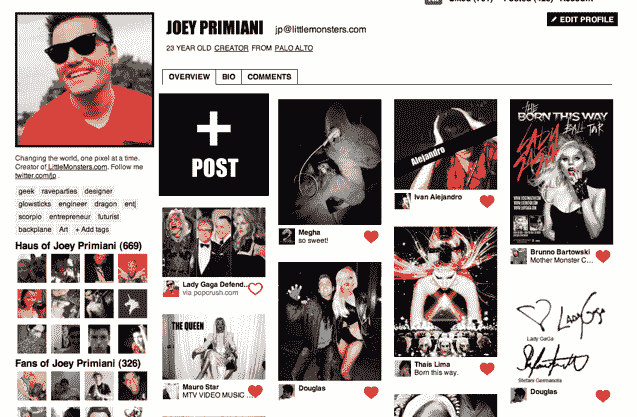 JOEY PRIMIANI jp@littlemonsters.com
EDIT PROFILE
23 YEAR OLD CREATOR FROM PALO ALTO
OVERVIEW BIO COMMENTS
Changing the world, one pixel at a time.
Creator of LittleMonsters.com. Follow me
twitter.com/jp.
geek raveparties designer
glowsticks engineer dragon
scorpio entrepreneur futurist
backplane Art + Add tags
Haus of Joey Primiani (669)
Fans of Joey Primiani (326)
+
POST
Lady Gaga Defend...
via popcrush.com
THE QUEEN
Mauro Star
MTV VIDEO MUSIC ...
Megha
so sweet!
Douglas
Alejandro
Ivan Alejandro
Thais Lima
Born this way.
THE
BORN THIS WAY
BALL TOUR
LADY
GAGA
Brunno Bartowski
Mother Monster C...
Lady Gaga
Lady GaGa
Stefani Germanotta
Douglas